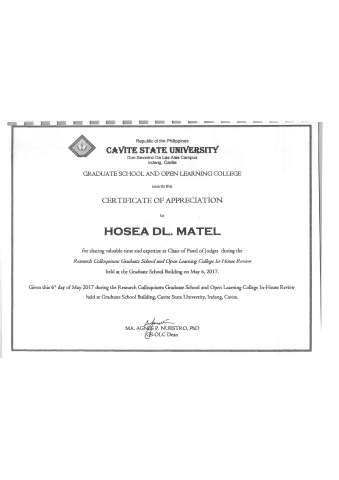 Republic of the Philippines
CAVITE STATE UNIVERSITY
Don Severino De Las Alas Campus
Indang, Cavite
GRADUATE SCHOOL AND OPEN LEARNING COLLEGE
awards this
CERTIFICATE OF APPRECIATION
to
HOSEA DL. MATEL
for sharing valuable time and expertise as Chair of Panel of Judges during the
Research Colloquium: Graduate School and Open Learning College In-House Review
held at the Graduate School Building on May 6, 2017.
Given this 6th day of May 2017 during the Research Colloquium: Graduate School and Open Learning College In-House Review
held at Graduate School Building, Cavite State University, Indang, Cavite.
MA. AGNES P. NUESTRO, PhD
GS-OLC Dean